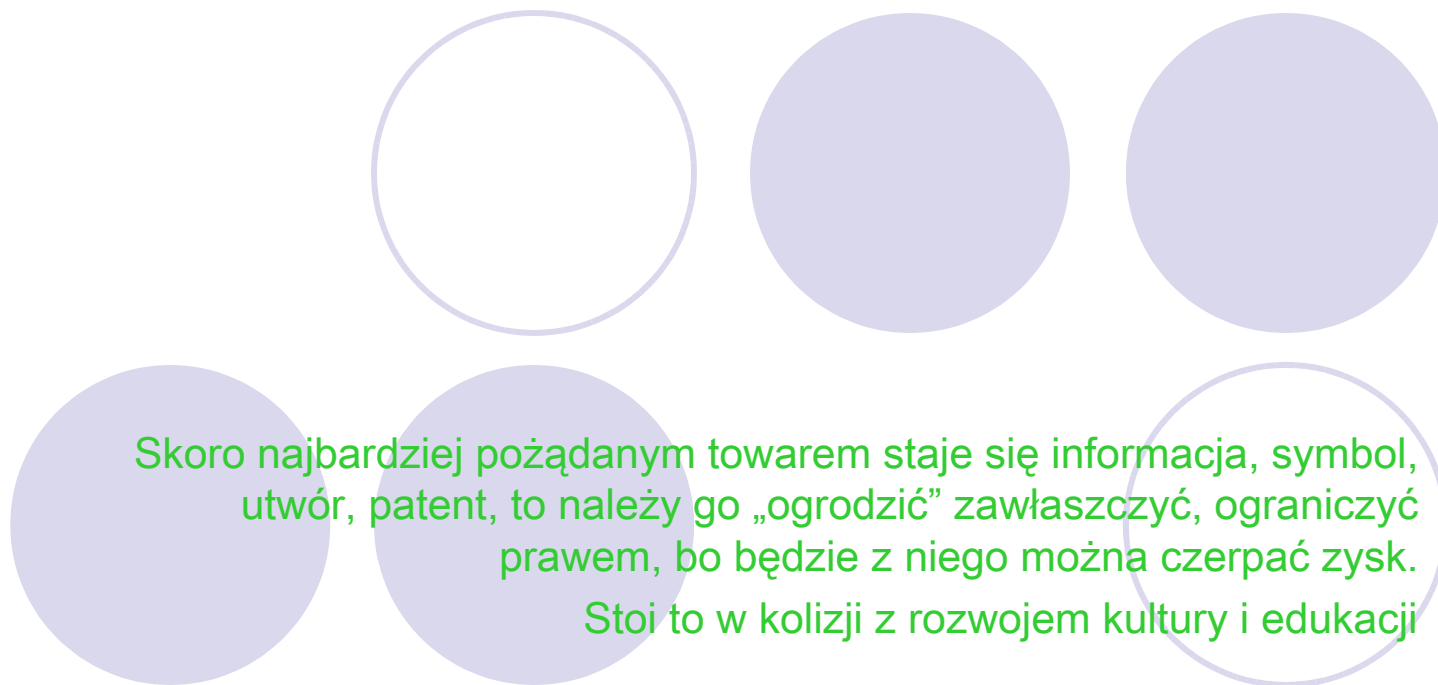 Skoro najbardziej pożądanym towarem staje się informacja, symbol,
utwór, patent, to należy go „ogrodzić” zawłaszczyć, ograniczyć
prawem, bo będzie z niego można czerpać zysk.
Stoi to w kolizji z rozwojem kultury i edukacji